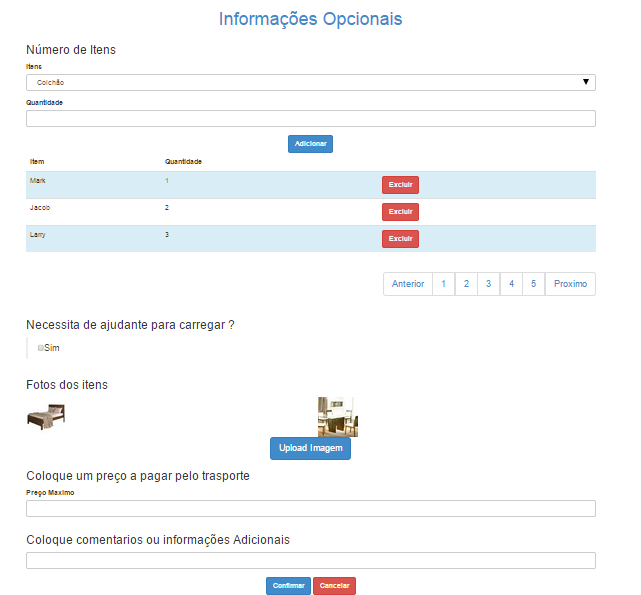 Informações Opcionais
Número de Itens
Itens
Colchão
Quantidade
Adicionar
Item Quantidade
Mark 1 Excluir
Jacob 2 Excluir
Larry 3 Excluir
Anterior 1 2 3 4 5 Proximo
Necessita de ajudante para carregar ?
Sim
Fotos dos itens
Upload Imagem
Coloque um preço a pagar pelo trasporte
Preço Maximo
Coloque comentarios ou informações Adicionais
Confirmar Cancelar